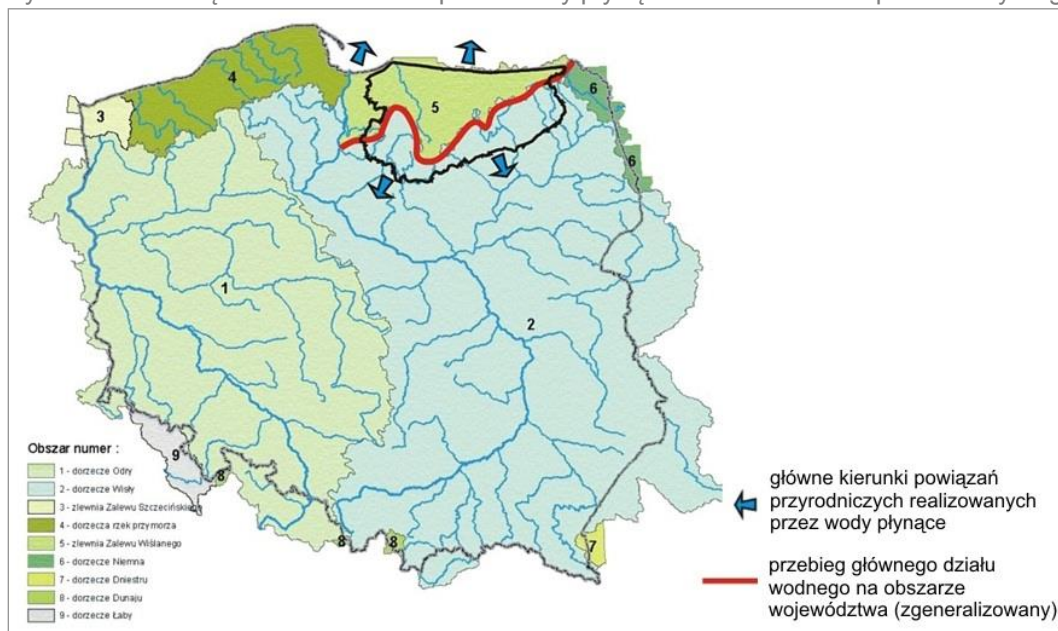 4
3
5
6
6
1
2
9
8
8
8
7
Obszar numer :
1 - dorzecze Odry
2 - dorzecze Wisły
3 - zlewnia Zalewu Szczecińskiego
4 - dorzecza rzek przymorza
5 - zlewnia Zalewu Wiślanego
6 - dorzecze Niemna
7 - dorzecze Dniestru
8 - dorzecze Dunaju
9 - dorzecze Łaby
główne kierunki powiązań
przyrodniczych realizowanych
przez wody płynące
przebieg głównego działu
wodnego na obszarze
województwa (zgeneralizowany)